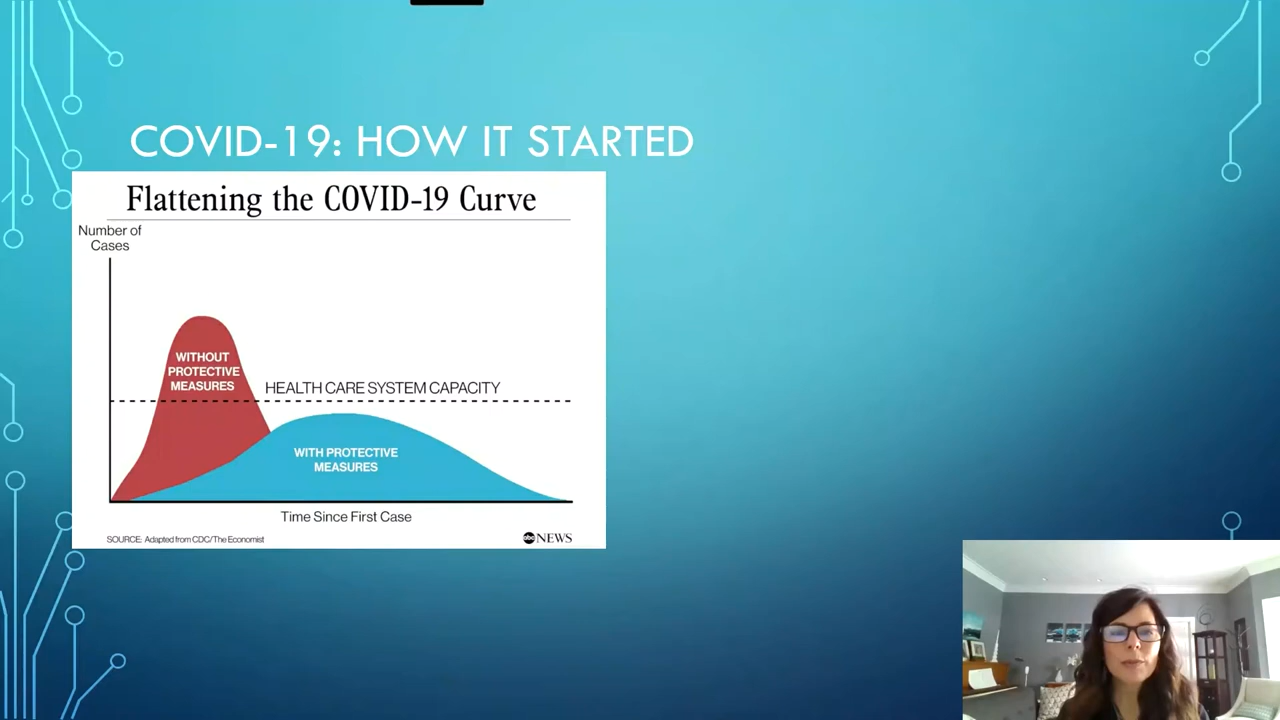 COVID-19: HOW IT STARTED
Flattening the COVID-19 Curve
Number of
Cases
WITHOUT
PROTECTIVE
MEASURES
HEALTH CARE SYSTEM CAPACITY
WITH PROTECTIVE
MEASURES
Time Since First Case
SOURCE: Adapted from CDC/The Economist
abc NEWS